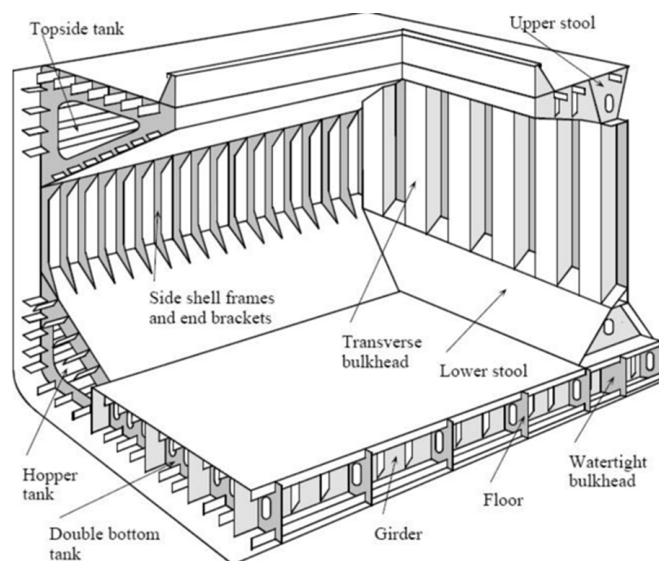 Topside tank
Upper stool
Side shell frames
and end brackets
Transverse
bulkhead
Lower stool
Hopper
tank
Double bottom
tank
Girder
Floor
Watertight
bulkhead